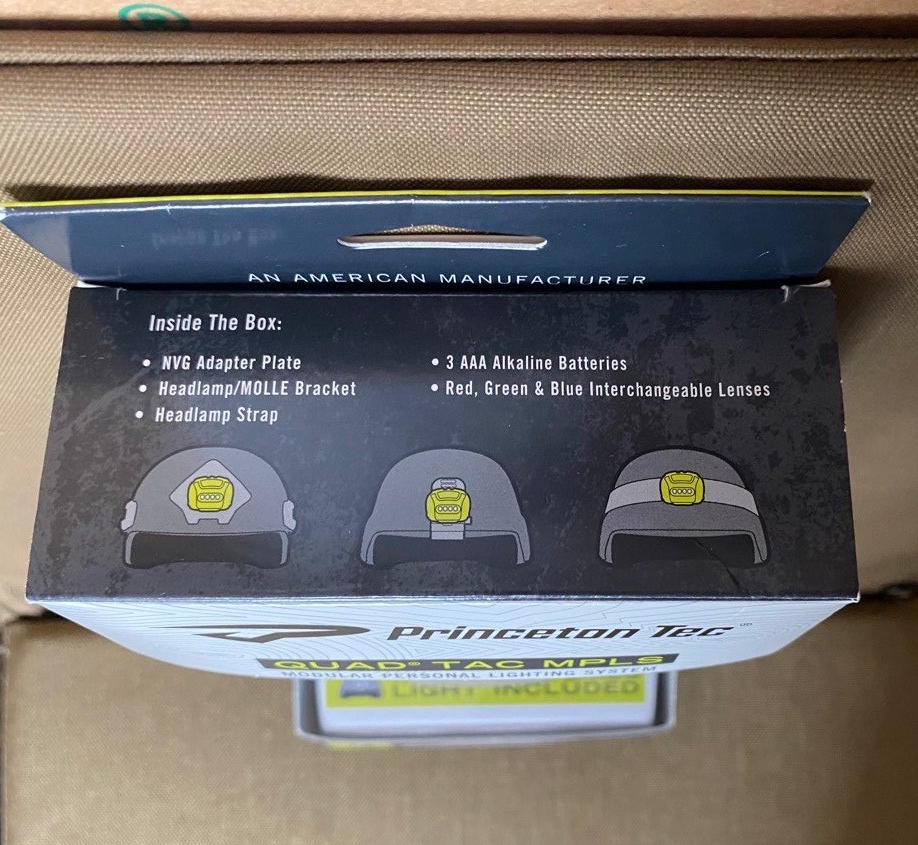 AN AMERICAN MANUFACTURER
Inside The Box:
• NVG Adapter Plate
• Headlamp/MOLLE Bracket
• Headlamp Strap
• 3 AAA Alkaline Batteries
• Red, Green & Blue Interchangeable Lenses
Princeton Tec®
QUAD® TAC MPLS
MODULAR PERSONAL LIGHTING SYSTEM
LIGHT INCLUDED